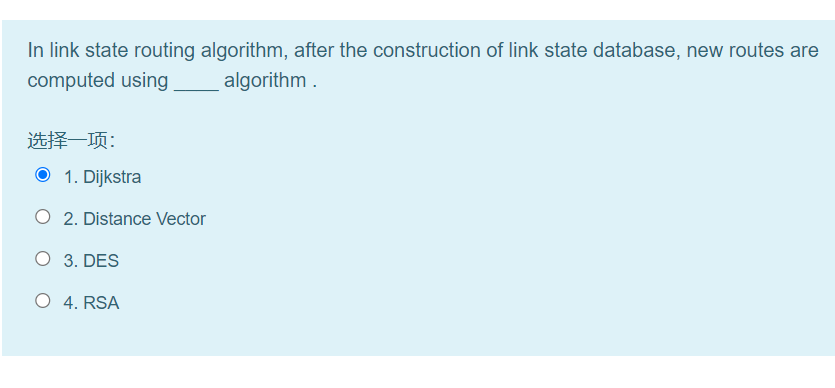 In link state routing algorithm, after the construction of link state database, new routes are
computed using ____ algorithm .
选择一项：
1. Dijkstra
2. Distance Vector
3. DES
4. RSA